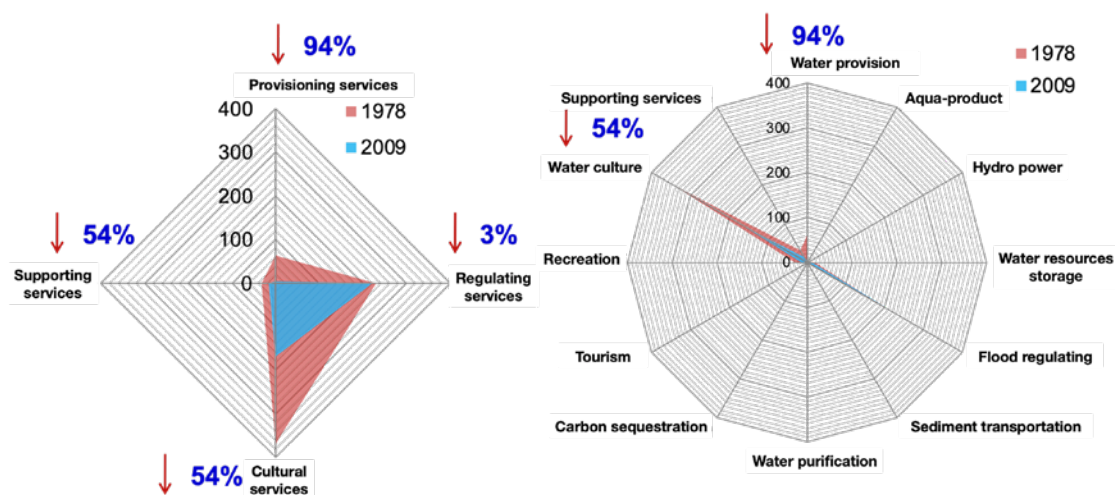 94%
Provisioning services
1978
2009
400
300
200
100
0
54%
Supporting
services
3%
Regulating
services
54%
Cultural
services
94%
Water provision
1978
2009
Supporting services
Aqua-product
54%
Water culture
Hydro power
400
300
200
100
0
Recreation
Water resources
storage
Tourism
Flood regulating
Carbon sequestration
Sediment transportation
Water purification